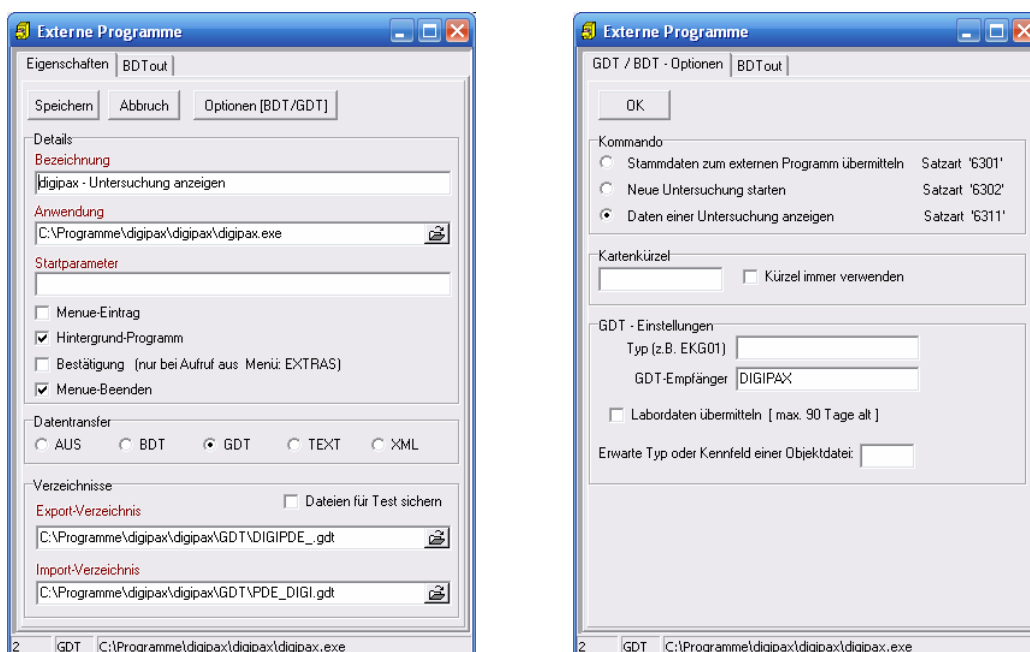 Externe Programme
Eigenschaften BDTout
Speichern Abbruch Optionen [BDT/GDT]
Details
Bezeichnung
digipax - Untersuchung anzeigen
Anwendung
C:\Programme\digipax\digipax\digipax.exe
Startparameter
Menue-Eintrag
Hintergrund-Programm
Bestätigung (nur bei Aufruf aus Menü: EXTRAS)
Menue-Beenden
Datentransfer
AUS BDT GDT TEXT XML
Verzeichnisse
Dateien für Test sichern
Export-Verzeichnis
C:\Programme\digipax\digipax\GDT\DIGIPDE_.gdt
Import-Verzeichnis
C:\Programme\digipax\digipax\GDT\PDE_DIGI.gdt
2 GDT C:\Programme\digipax\digipax\digipax.exe
Externe Programme
GDT / BDT - Optionen BDTout
OK
Kommando
Stammdaten zum externen Programm übermitteln Satzart '6301'
Neue Untersuchung starten Satzart '6302'
Daten einer Untersuchung anzeigen Satzart '6311'
Kartenkürzel
Kürzel immer verwenden
GDT - Einstellungen
Typ (z.B. EKG01)
GDT-Empfänger DIGIPAX
Labordaten übermitteln [ max. 90 Tage alt ]
Erwarte Typ oder Kennfeld einer Objektdatei:
2 GDT C:\Programme\digipax\digipax\digipax.exe